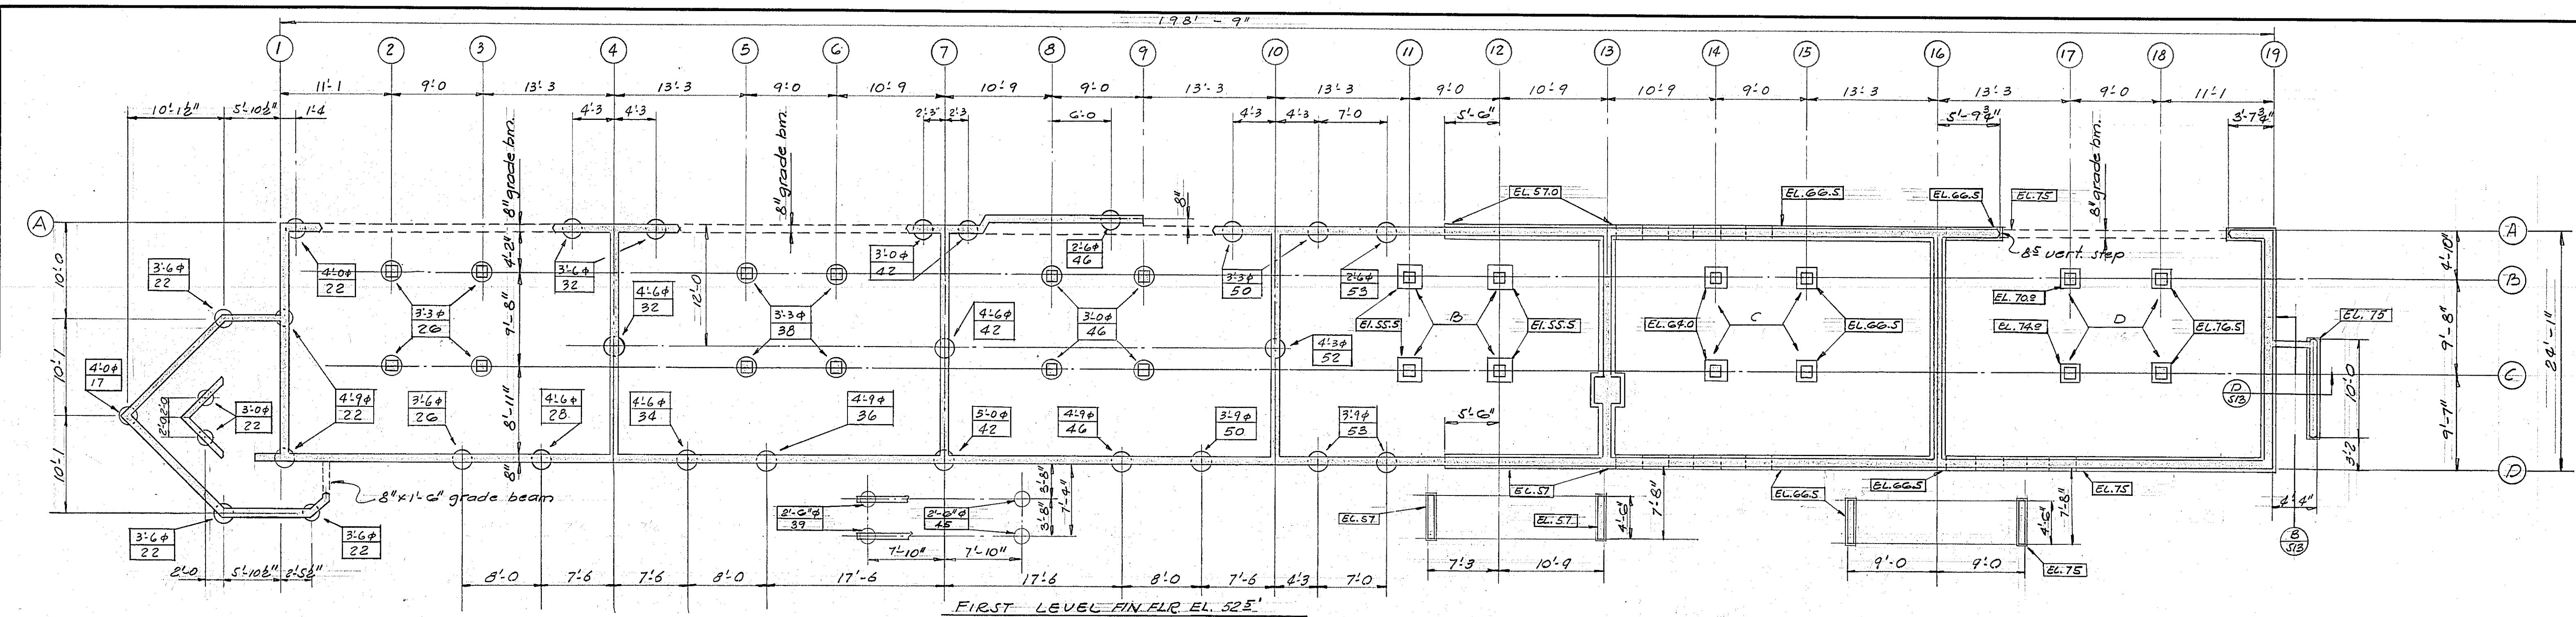 198' - 9"
1 2 3 4 5 6 7 8 9 10 11 12 13 14 15 16 17 18 19
11'-1 9'-0 13'-3 13'-3 9'-0 10'-9 10'-9 9'-0 13'-3 13'-3 9'-0 10'-9 10'-9 9'-0 13'-3 13'-3 9'-0 11'-1
10'-1½" 5'-10½" 1'-4 4'-3 4'-3 2'-3" 2'-3 6'-0 4'-3 4'-3 7'-0 5'-6" 5'-9¾" 3'-7¾"
8" grade bm.
8" grade bm.
8" grade bm.
8"
EL. 57.0
EL. 66.5
EL. 66.5
EL. 75
A
A
10'-0
4'-2"
12'-0
4'-10"
8⁵ vert. step
3'-6φ
22
4'-0φ
22
3'-6φ
32
3'-0φ
42
2'-6φ
46
3'-3φ
50
2'-6φ
53
B
3'-3φ
26
9'-8"
4'-6φ
32
3'-3φ
38
4'-6φ
42
3'-0φ
46
4'-3φ
52
El. 55.5
B
El. 55.5
EL. 64.0
C
EL. 66.5
EL. 70.9
EL. 74.9
D
EL. 76.5
EL. 75
9'-8"
24'-1"
10'-1
4'-0φ
17
2'-0 2'-0
3'-0φ
22
4'-9φ
22
3'-6φ
26
8'-11"
4'-6φ
28
4'-6φ
34
4'-9φ
36
5'-0φ
42
4'-9φ
46
3'-9φ
50
3'-9φ
53
5'-6"
D
S13
10'-0
C
9'-7"
10'-1
8"
8" x 1'-6" grade beam
3'-2
D
3'-6φ
22
3'-6φ
22
2'-6"φ
39
2'-6"φ
45
3'-8" 3'-8"
7'-4"
EL. 57
EL. 57
EL. 57
4'-6"
7'-8"
EL. 66.5
EL. 66.5
EL. 75
4'-6"
7'-8"
EL. 75
4'-4"
B
S13
7'-10" 7'-10"
2'-0 5'-10½" 2'-5½"
8'-0 7'-6 7'-6 8'-0 17'-6 17'-6 8'-0 7'-6 4'-3 7'-0 7'-3 10'-9 9'-0 9'-0
FIRST LEVEL FIN FLR. EL. 52⁵'